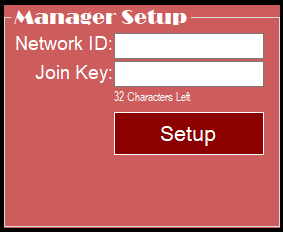 Manager Setup
Network ID:
Join Key:
32 Characters Left
Setup